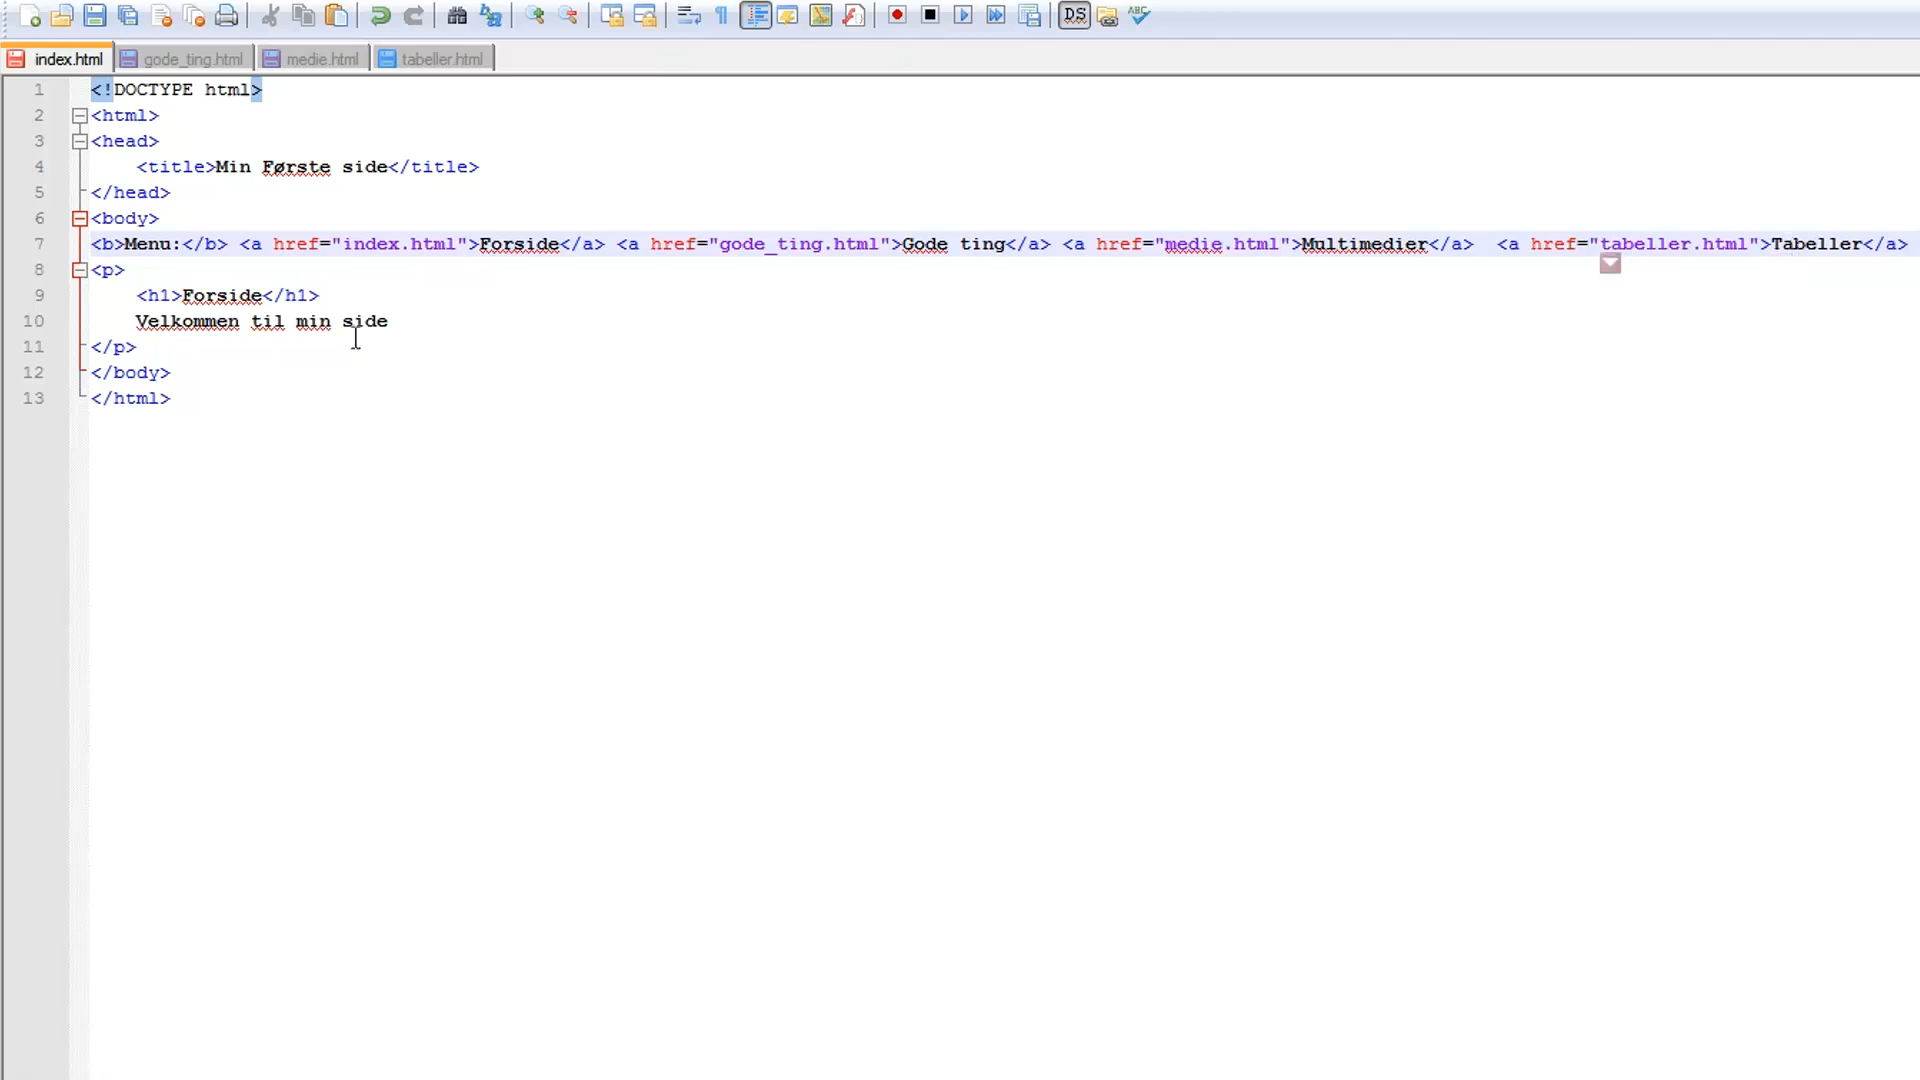 DS
ABC
index.html gode_ting.html medie.html tabeller.html
1 <!DOCTYPE html>
2 <html>
3 <head>
4 <title>Min Første side</title>
5 </head>
6 <body>
7 <b>Menu:</b> <a href="index.html">Forside</a> <a href="gode_ting.html">Gode ting</a> <a href="medie.html">Multimedier</a>  <a href="tabeller.html">Tabeller</a>
8 <p>
9 <h1>Forside</h1>
10 Velkommen til min side
11 </p>
12 </body>
13 </html>